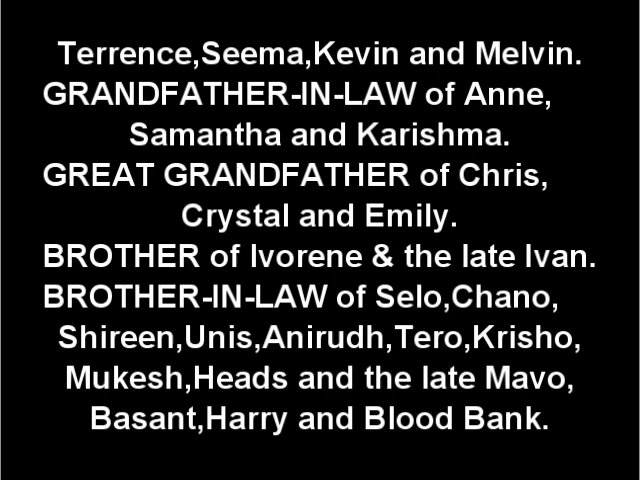 Terrence,Seema,Kevin and Melvin.
GRANDFATHER-IN-LAW of Anne,
Samantha and Karishma.
GREAT GRANDFATHER of Chris,
Crystal and Emily.
BROTHER of Ivorene & the late Ivan.
BROTHER-IN-LAW of Selo,Chano,
Shireen,Unis,Anirudh,Tero,Krisho,
Mukesh,Heads and the late Mavo,
Basant,Harry and Blood Bank.